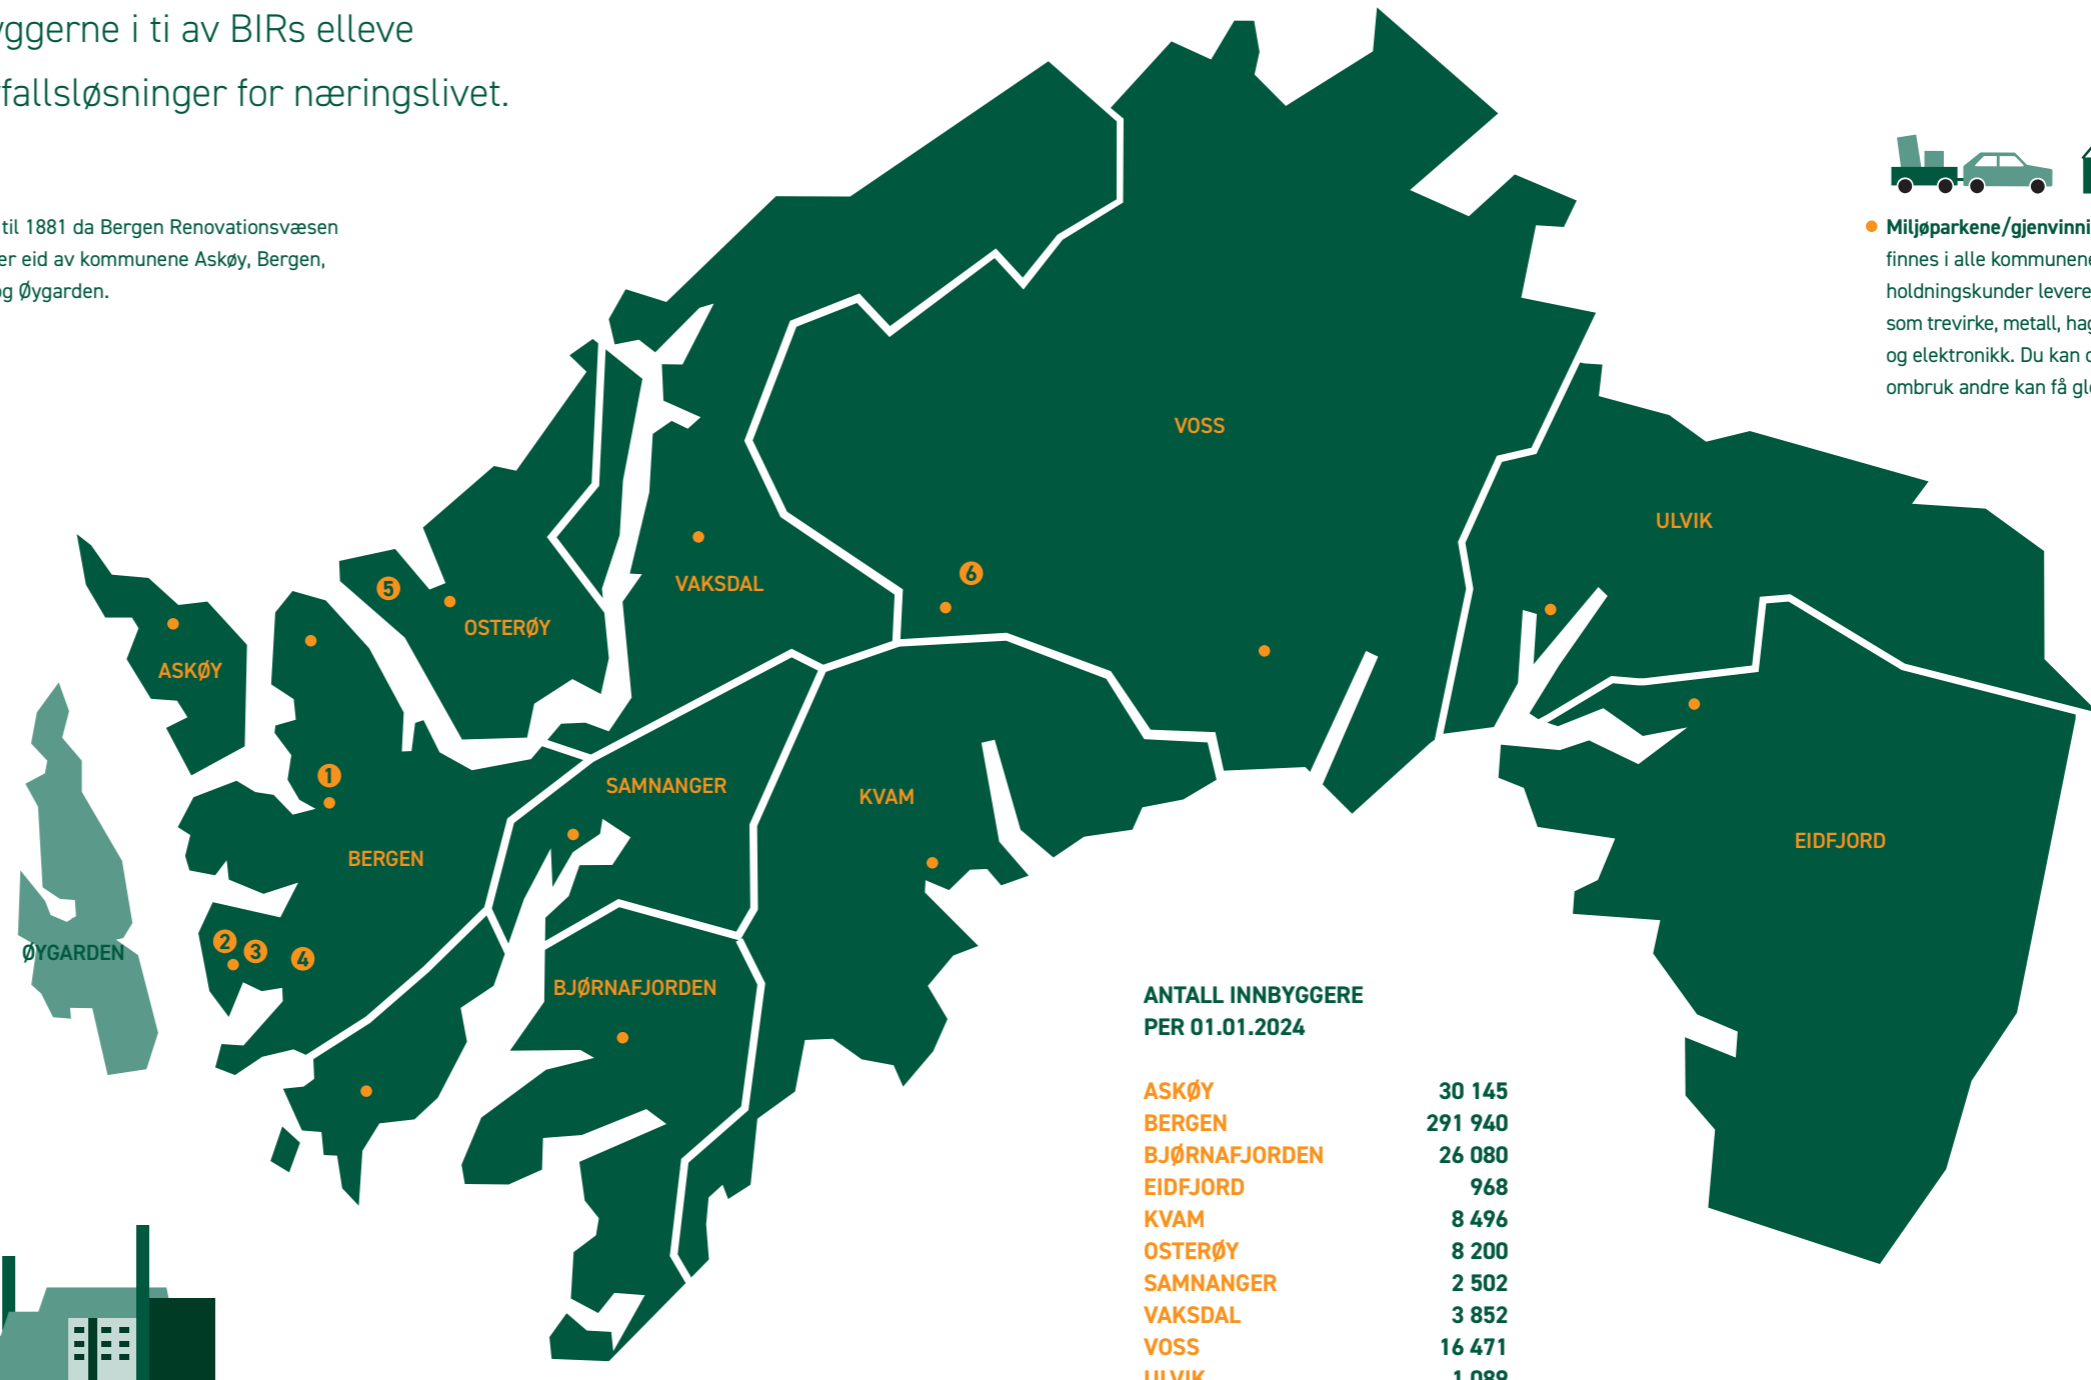 yggerne i ti av BIRs elleve
fallsløsninger for næringslivet.
til 1881 da Bergen Renovationsvæsen
er eid av kommunene Askøy, Bergen,
og Øygarden.
Miljøparkene/gjenvinni
finnes i alle kommunene
holdningskunder levere
som trevirke, metall, hag
og elektronikk. Du kan o
ombruk andre kan få gle
VOSS
ULVIK
VAKSDAL
6
5
OSTERØY
ASKØY
1
SAMNANGER
KVAM
BERGEN
EIDFJORD
2
3
4
ØYGARDEN
BJØRNAFJORDEN
ANTALL INNBYGGERE
PER 01.01.2024
ASKØY 30 145
BERGEN 291 940
BJØRNAFJORDEN 26 080
EIDFJORD 968
KVAM 8 496
OSTERØY 8 200
SAMNANGER 2 502
VAKSDAL 3 852
VOSS 16 471
ULVIK 1 089